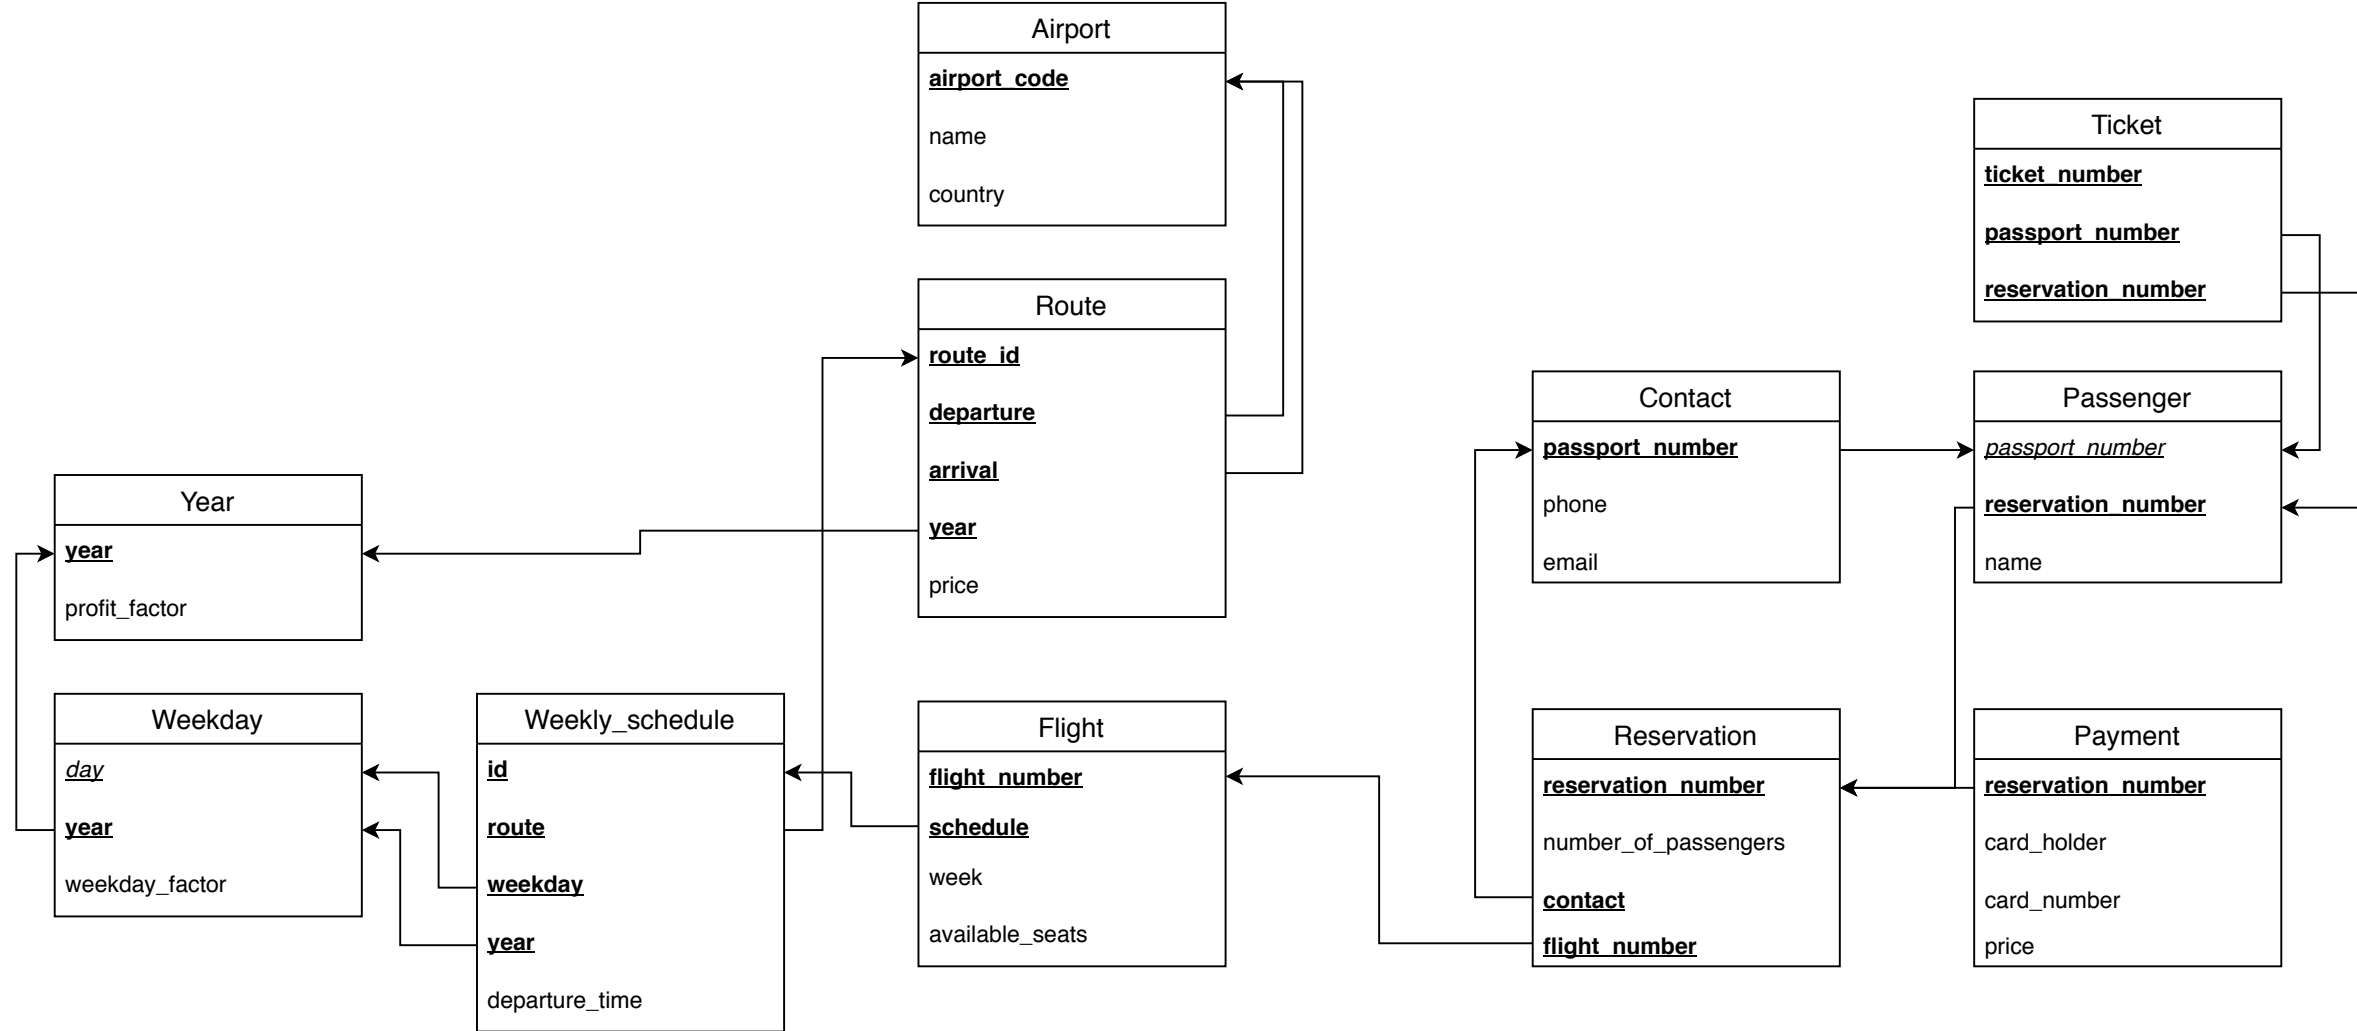 Airport
airport_code
name
country
Ticket
ticket_number
passport_number
reservation_number
Route
route_id
departure
arrival
year
price
Contact
passport_number
phone
email
Passenger
passport_number
reservation_number
name
Year
year
profit_factor
Weekday
day
year
weekday_factor
Weekly_schedule
id
route
weekday
year
departure_time
Flight
flight_number
schedule
week
available_seats
Reservation
reservation_number
number_of_passengers
contact
flight_number
Payment
reservation_number
card_holder
card_number
price